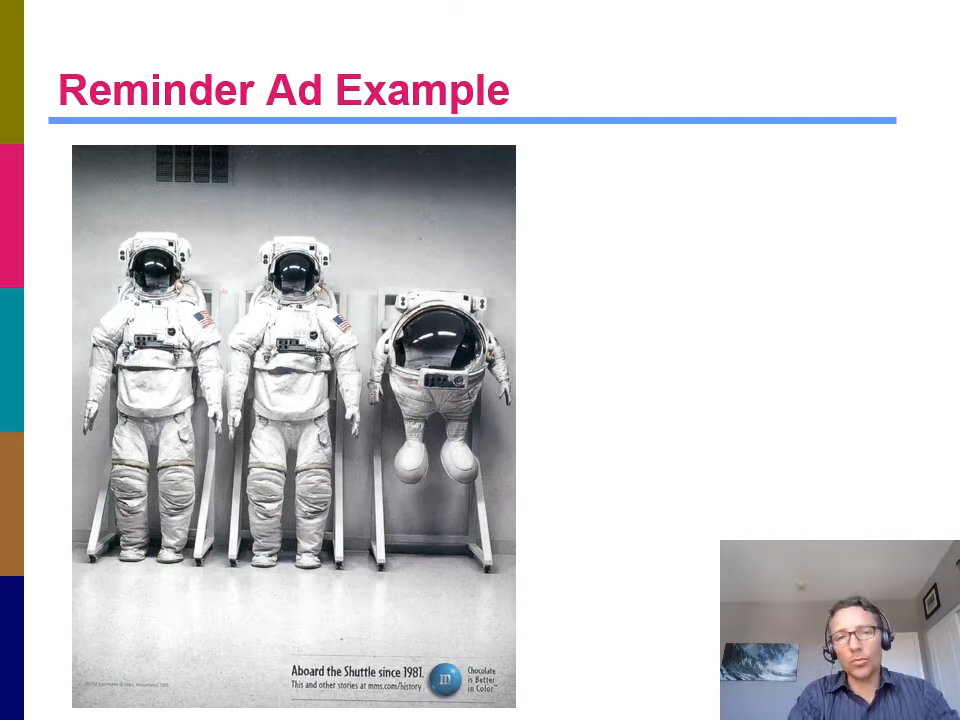 Reminder Ad Example
Aboard the Shuttle since 1981.
This and other stories at mms.com/history
m
Chocolate
is Better
in Color™